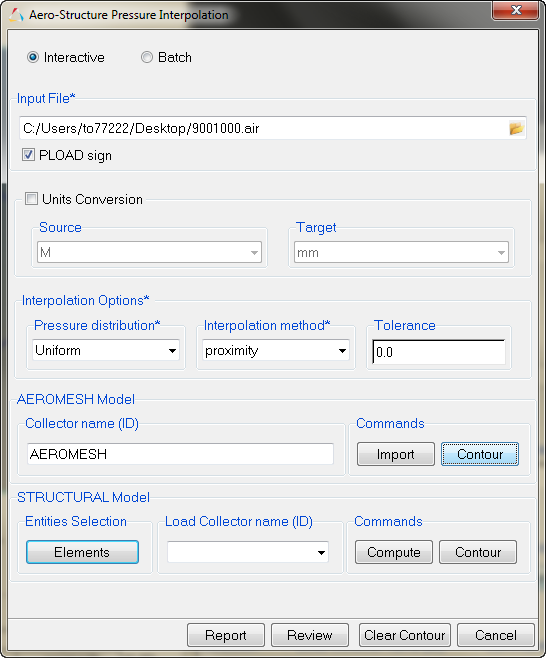 Aero-Structure Pressure Interpolation
Interactive Batch
Input File*
C:/Users/to77222/Desktop/9001000.air
PLOAD sign
Units Conversion
Source Target
M mm
Interpolation Options*
Pressure distribution* Interpolation method* Tolerance
Uniform proximity 0.0
AEROMESH Model
Collector name (ID) Commands
AEROMESH Import Contour
STRUCTURAL Model
Entities Selection Load Collector name (ID) Commands
Elements Compute Contour
Report Review Clear Contour Cancel